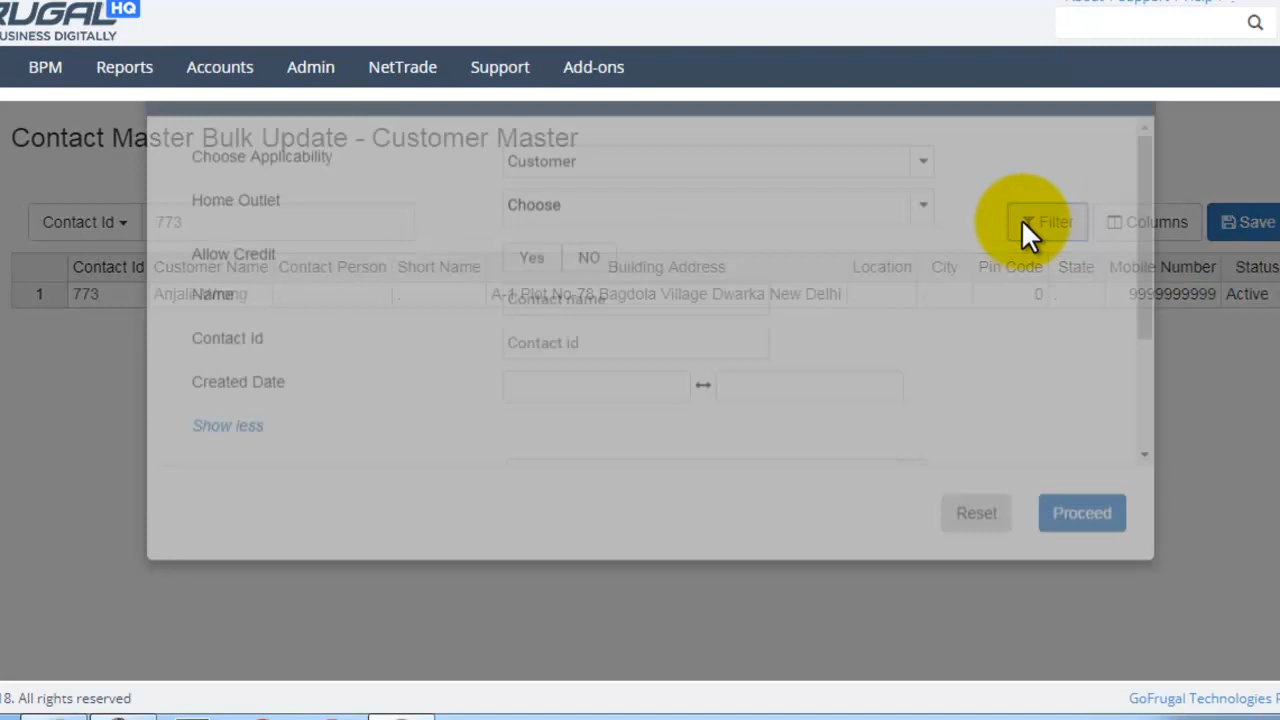 RUGAL HQ
BUSINESS DIGITALLY
BPM Reports Accounts Admin NetTrade Support Add-ons
Contact Master Bulk Update - Customer Master
Choose Applicability Customer
Home Outlet Choose
Contact Id 773 Filter Columns Save
Allow Credit Yes NO
Contact Id Customer Name Contact Person Short Name Building Address Location City Pin Code State Mobile Number Status
1 773 A-1 Plot No-78 Bagdola Village Dwarka New Delhi 0 . 9999999999 Active
Name Contact name
Contact Id Contact id
Created Date
Show less
Reset Proceed
18. All rights reserved GoFrugal Technologies P